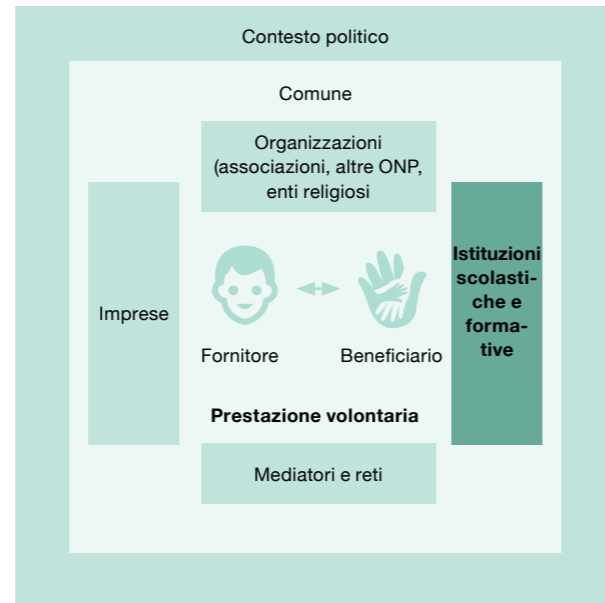 Contesto politico
Comune
Organizzazioni
(associazioni, altre ONP,
enti religiosi
Imprese
Fornitore
Beneficiario
Istituzioni
scolasti-
che e
forma-
tive
Prestazione volontaria
Mediatori e reti